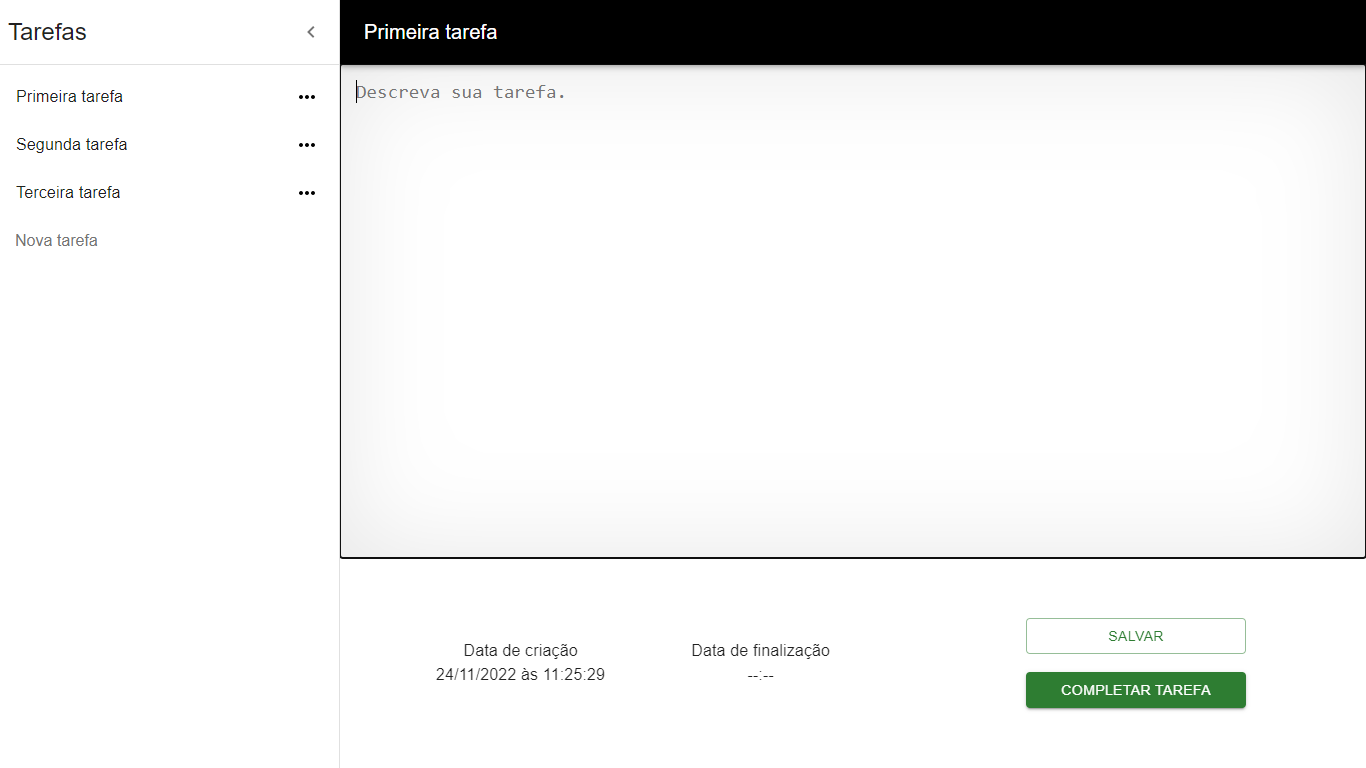 Tarefas
Primeira tarefa
Segunda tarefa
Terceira tarefa
Nova tarefa
Primeira tarefa
Descreva sua tarefa.
Data de criação
24/11/2022 às 11:25:29
Data de finalização
--:--
SALVAR
COMPLETAR TAREFA